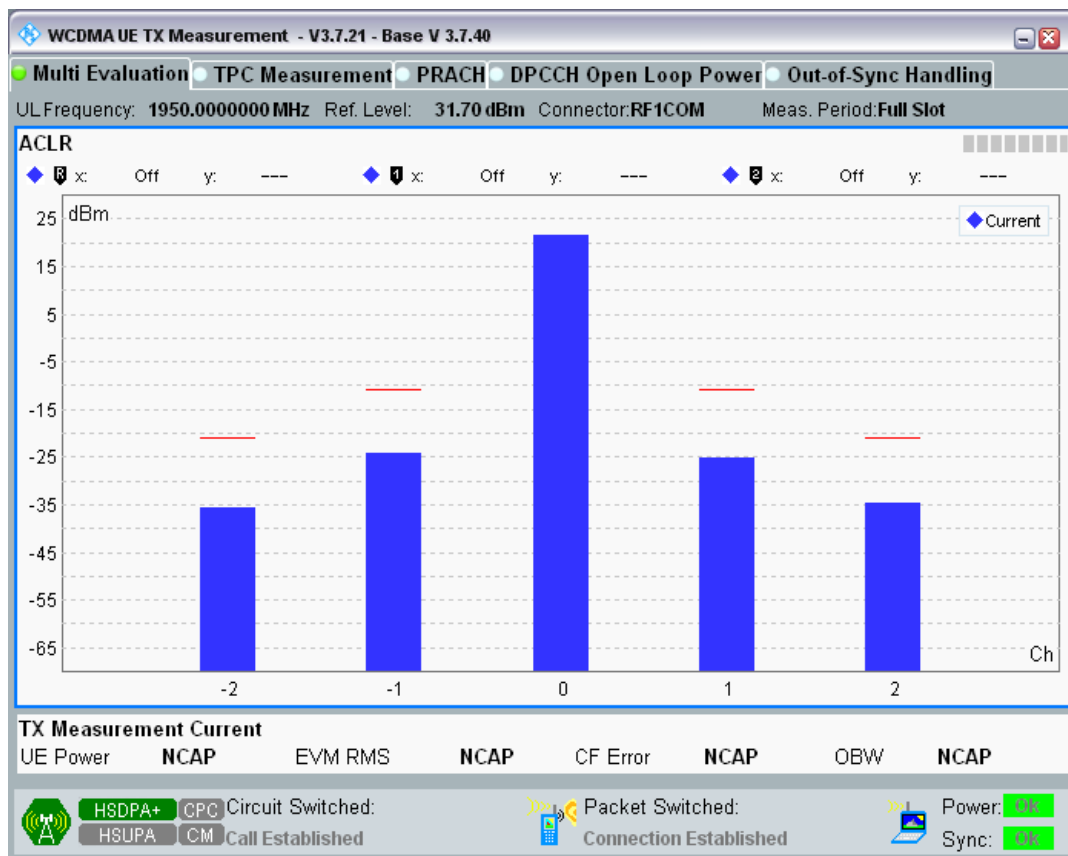 WCDMA UE TX Measurement - V3.7.21 - Base V 3.7.40
Multi Evaluation TPC Measurement PRACH DPCCH Open Loop Power Out-of-Sync Handling
UL Frequency: 1950.0000000 MHz Ref. Level: 31.70 dBm Connector:RF1COM Meas. Period:Full Slot
ACLR
R x: Off y: --- 1 x: Off y: --- 2 x: Off y: ---
dBm
Current
25
15
5
-5
-15
-25
-35
-45
-55
-65
Ch
-2 -1 0 1 2
TX Measurement Current
UE Power NCAP EVM RMS NCAP CF Error NCAP OBW NCAP
HSDPA+ CPC Circuit Switched: Packet Switched: Power: OK
HSUPA CM Call Established Connection Established Sync: OK